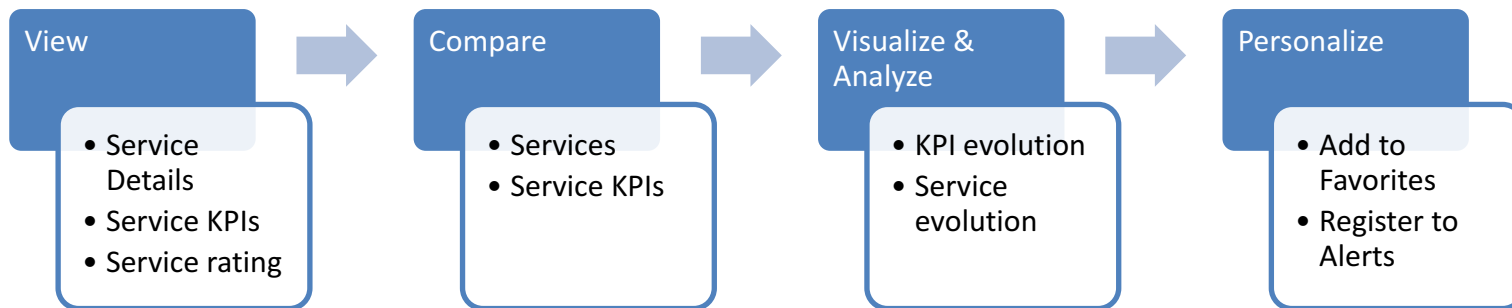 View
• Service
Details
• Service KPIs
• Service rating
Compare
• Services
• Service KPIs
Visualize &
Analyze
• KPI evolution
• Service
evolution
Personalize
• Add to
Favorites
• Register to
Alerts